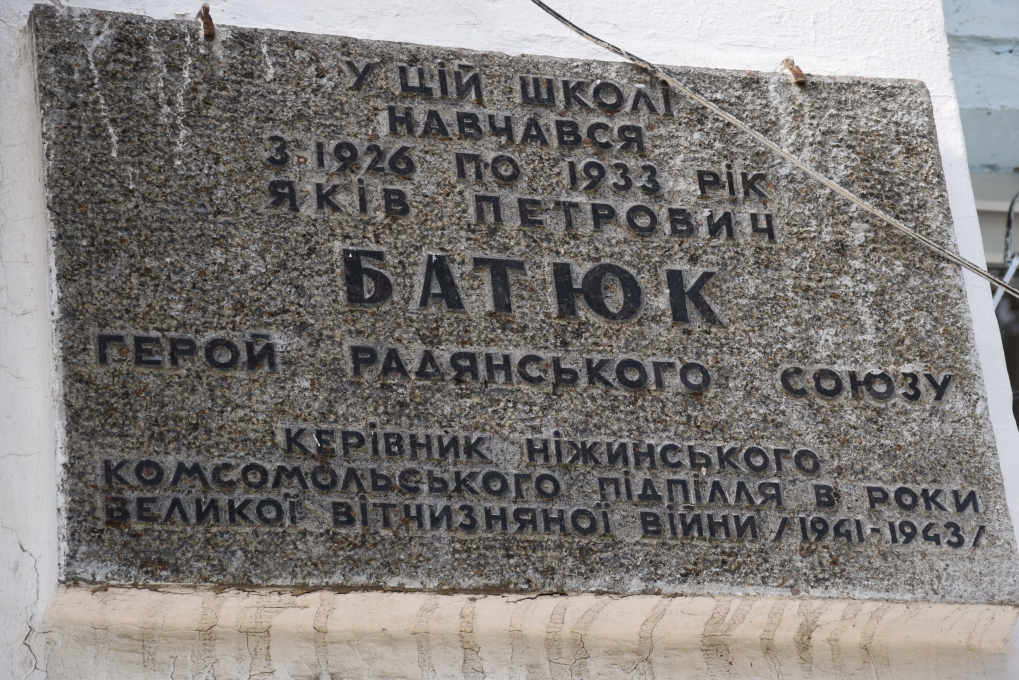 У ЦІЙ ШКОЛІ
НАВЧАВСЯ
З 1926 ПО 1933 РІК
ЯКІВ ПЕТРОВИЧ
БАТЮК
ГЕРОЙ РАДЯНСЬКОГО СОЮЗУ
КЕРІВНИК НІЖИНСЬКОГО
КОМСОМОЛЬСЬКОГО ПІДПІЛЛЯ В РОКИ
ВЕЛИКОЇ ВІТЧИЗНЯНОЇ ВІЙНИ /1941-1943/